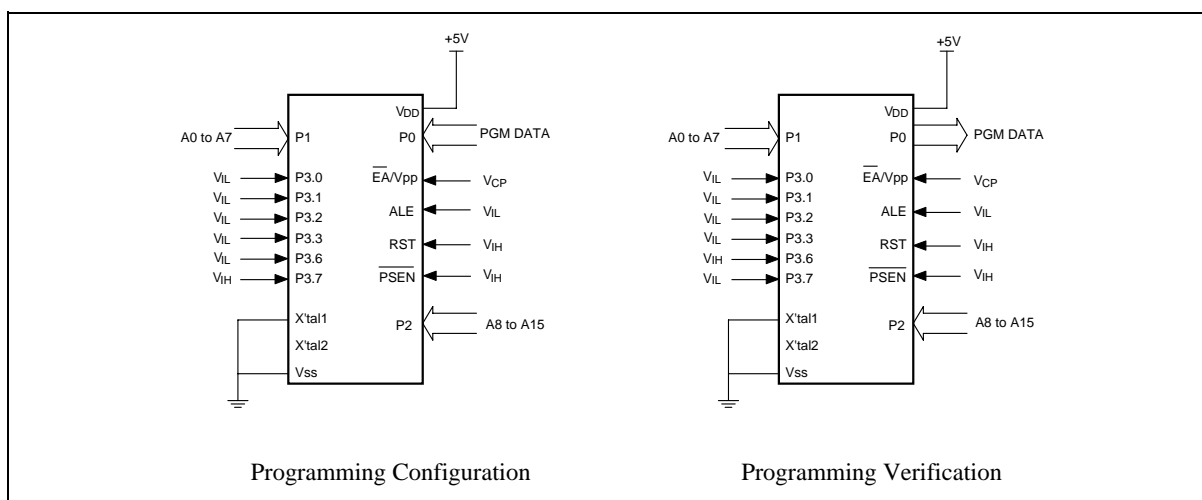 +5V
VDD
A0 to A7
P1
P0
PGM DATA
VIL
P3.0
EA/Vpp
VCP
VIL
P3.1
VIL
P3.2
ALE
VIL
VIL
P3.3
RST
VIH
VIL
P3.6
VIH
P3.7
PSEN
VIH
X'tal1
P2
A8 to A15
X'tal2
Vss
Programming Configuration
+5V
VDD
A0 to A7
P1
P0
PGM DATA
VIL
P3.0
EA/Vpp
VCP
VIL
P3.1
VIL
P3.2
ALE
VIL
VIL
P3.3
RST
VIH
VIH
P3.6
VIL
P3.7
PSEN
VIH
X'tal1
P2
A8 to A15
X'tal2
Vss
Programming Verification